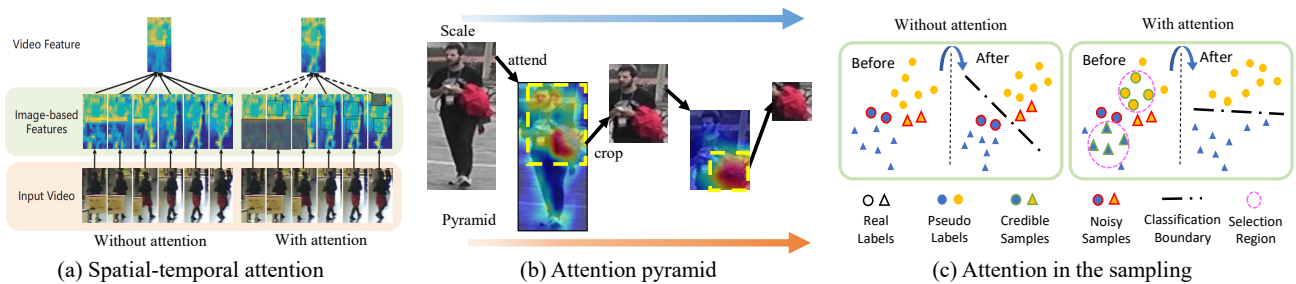 Video Feature
Image-based
Features
Input Video
Without attention
With attention
(a) Spatial-temporal attention
Scale
attend
crop
Pyramid
(b) Attention pyramid
Without attention
With attention
Before
After
Before
After
Real
Labels
Pseudo
Labels
Credible
Samples
Noisy
Samples
Classification
Boundary
Selection
Region
(c) Attention in the sampling